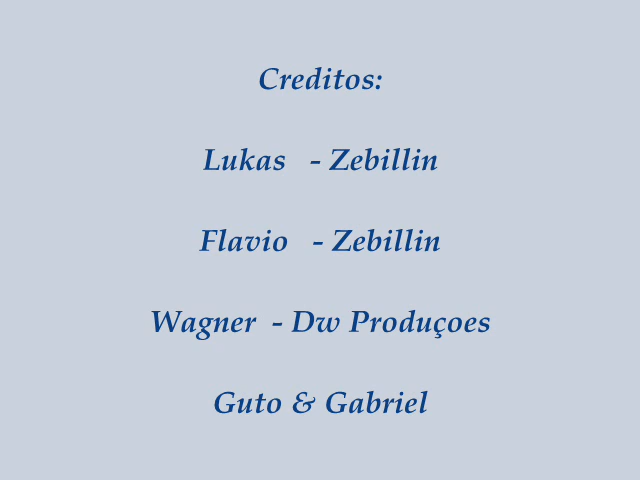 Creditos:
Lukas - Zebillin
Flavio - Zebillin
Wagner - Dw Produçoes
Guto & Gabriel